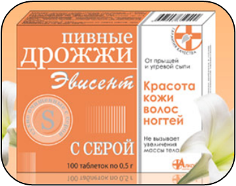 ПИВНЫЕ
ДРОЖЖИ
Эвисент
S
С СЕРОЙ
100 таблеток по 0,5 г
От прыщей
и угревой сыпи
Красота
кожи
волос
ногтей
Не вызывает
увеличения
массы тела